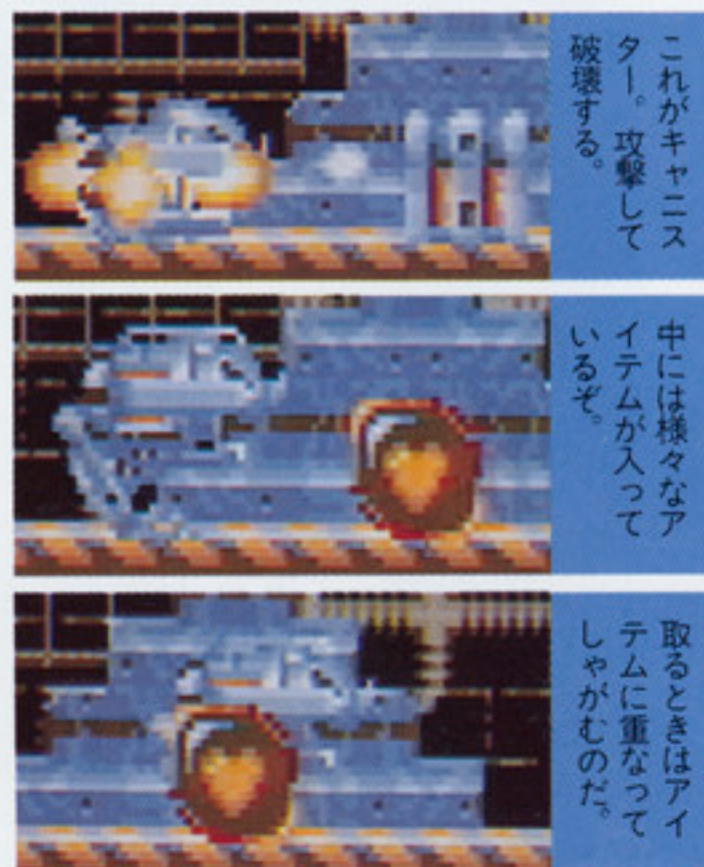 これがキャニス
ター。攻撃して
破壊する。
中には様々なア
イテムが入って
いるぞ。
取るときはアイ
テムに重なって
しゃがむのだ。